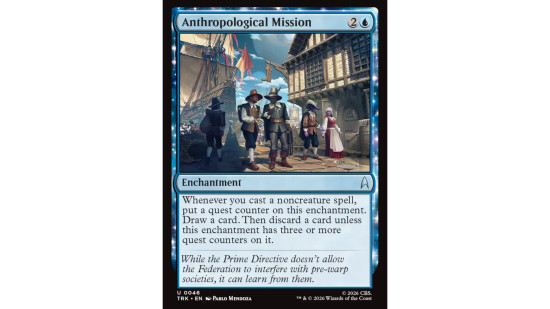 Anthropological Mission 2
Enchantment
Whenever you cast a noncreature spell,
put a quest counter on this enchantment.
Draw a card. Then discard a card unless
this enchantment has three or more
quest counters on it.
While the Prime Directive doesn't allow
the Federation to interfere with pre-warp
societies, it can learn from them.
U 0046
TRK • EN Pablo Mendoza
© 2026 CBS.
™ & © 2026 Wizards of the Coast